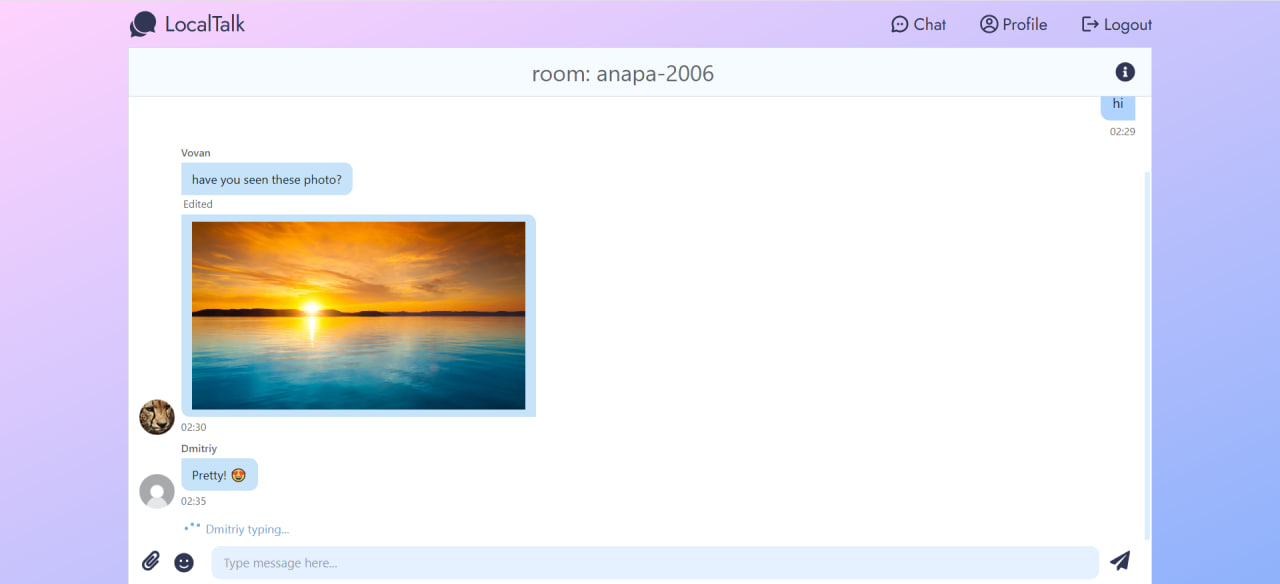 LocalTalk
Chat
Profile
Logout
room: anapa-2006
hi
02:29
Vovan
have you seen these photo?
Edited
02:30
Dmitriy
Pretty! 😍
02:35
Dmitriy typing...
Type message here...